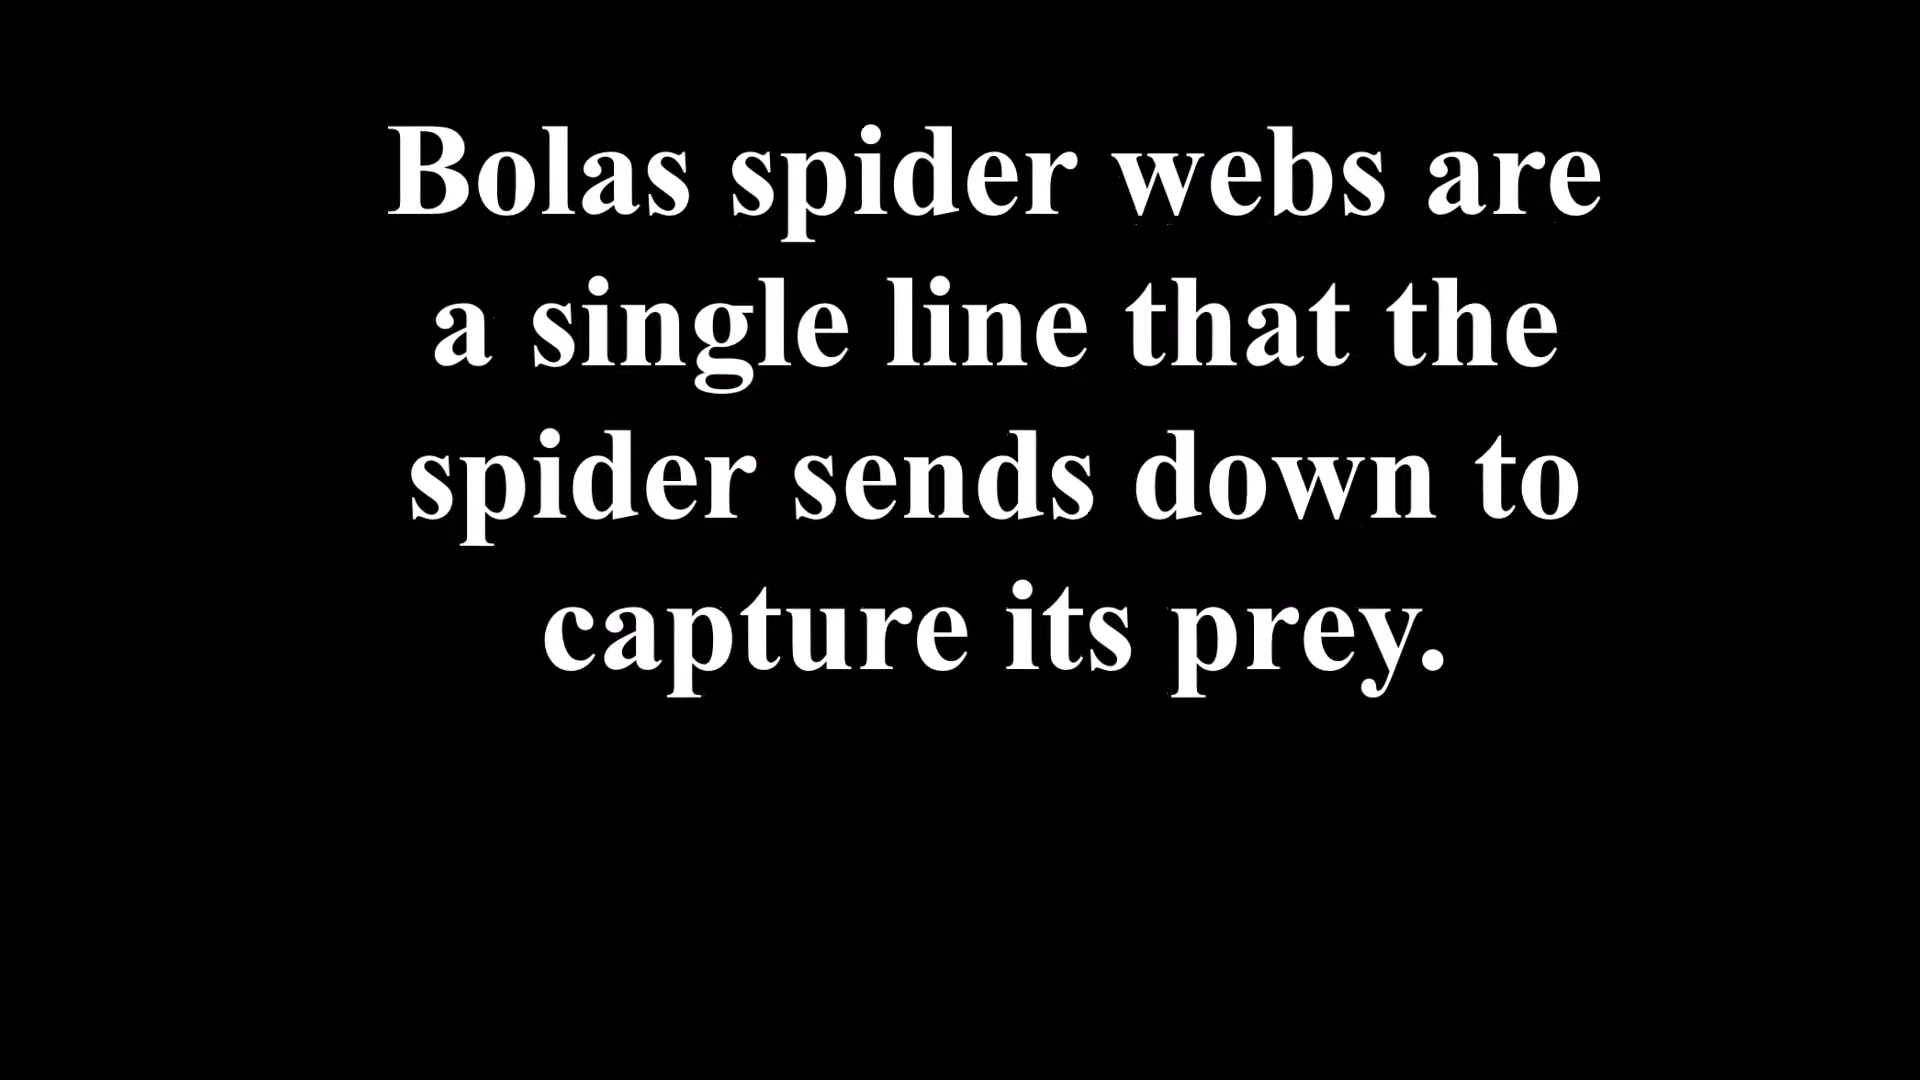 Bolas spider webs are
a single line that the
spider sends down to
capture its prey.